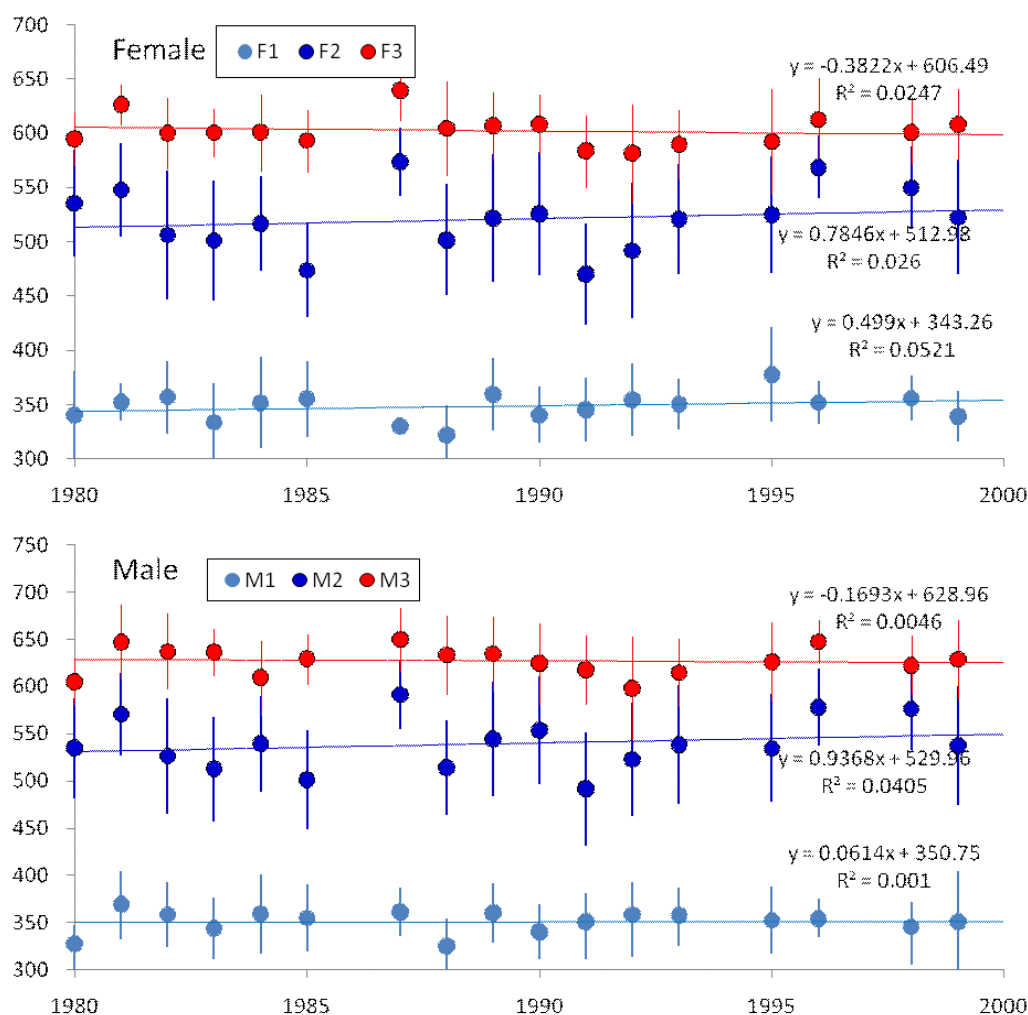 700
Female
F1 F2 F3
650
y = -0.3822x + 606.49
R² = 0.0247
600
550
500
y = 0.7846x + 512.98
R² = 0.026
450
400
y = 0.499x + 343.26
R² = 0.0521
350
300
1980 1985 1990 1995 2000
750
Male
M1 M2 M3
700
y = -0.1693x + 628.96
R² = 0.0046
650
600
550
500
y = 0.9368x + 529.96
R² = 0.0405
450
400
y = 0.0614x + 350.75
R² = 0.001
350
300
1980 1985 1990 1995 2000